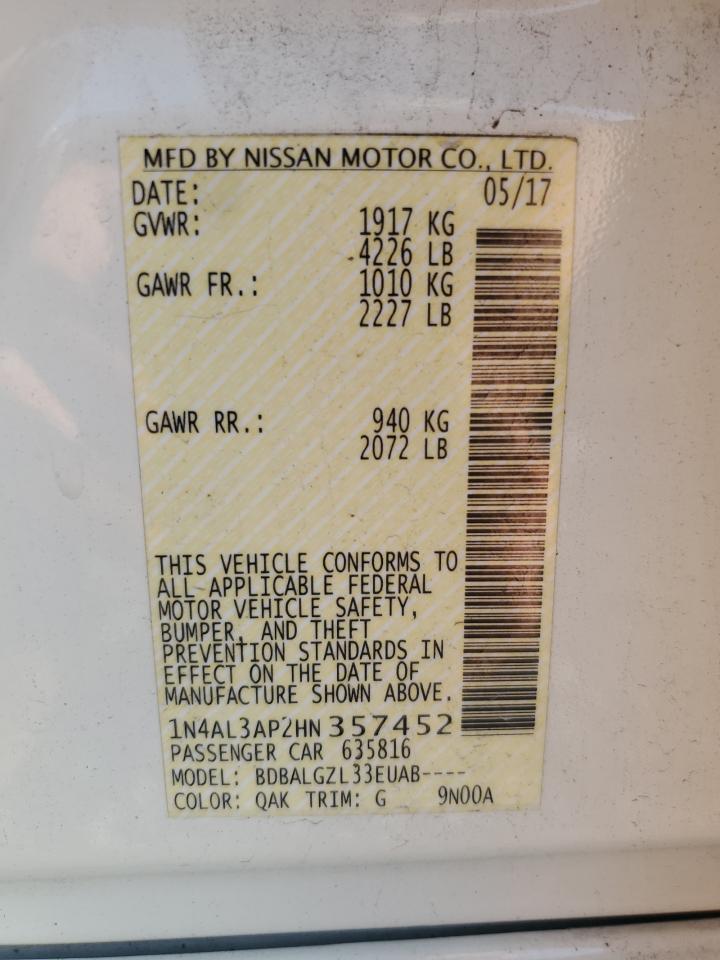 MFD BY NISSAN MOTOR CO., LTD.
DATE: 05/17
GVWR: 1917 KG
4226 LB
GAWR FR.: 1010 KG
2227 LB
GAWR RR.: 940 KG
2072 LB
THIS VEHICLE CONFORMS TO
ALL APPLICABLE FEDERAL
MOTOR VEHICLE SAFETY,
BUMPER, AND THEFT
PREVENTION STANDARDS IN
EFFECT ON THE DATE OF
MANUFACTURE SHOWN ABOVE.
1N4AL3AP2HN357452
PASSENGER CAR 635816
MODEL: BDBALGZL33EUAB----
COLOR: QAK TRIM: G 9N00A